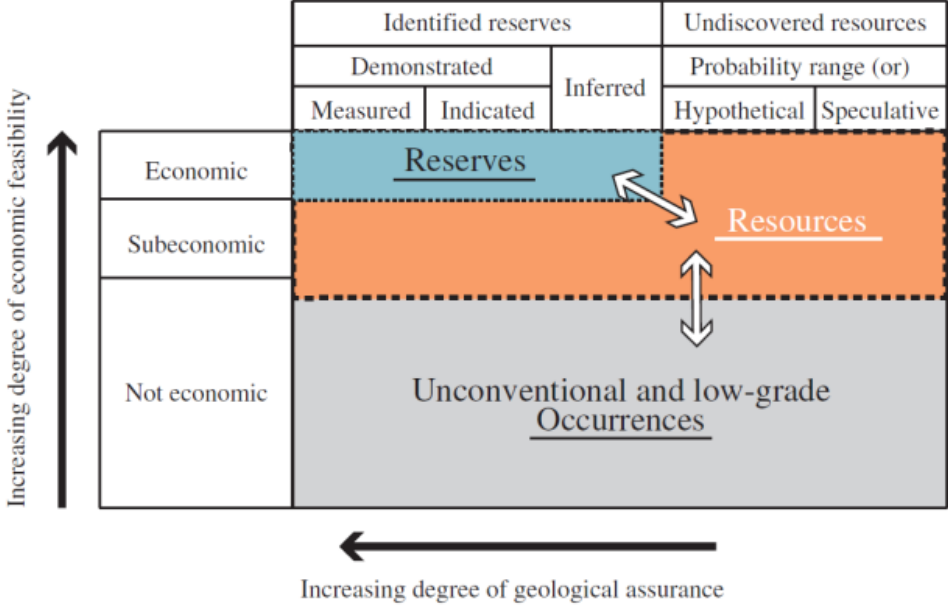 Identified reserves
Undiscovered resources
Demonstrated
Inferred
Probability range (or)
Measured
Indicated
Hypothetical
Speculative
Increasing degree of economic feasibility
Economic
Reserves
Subeconomic
Resources
Not economic
Unconventional and low-grade
Occurrences
Increasing degree of geological assurance